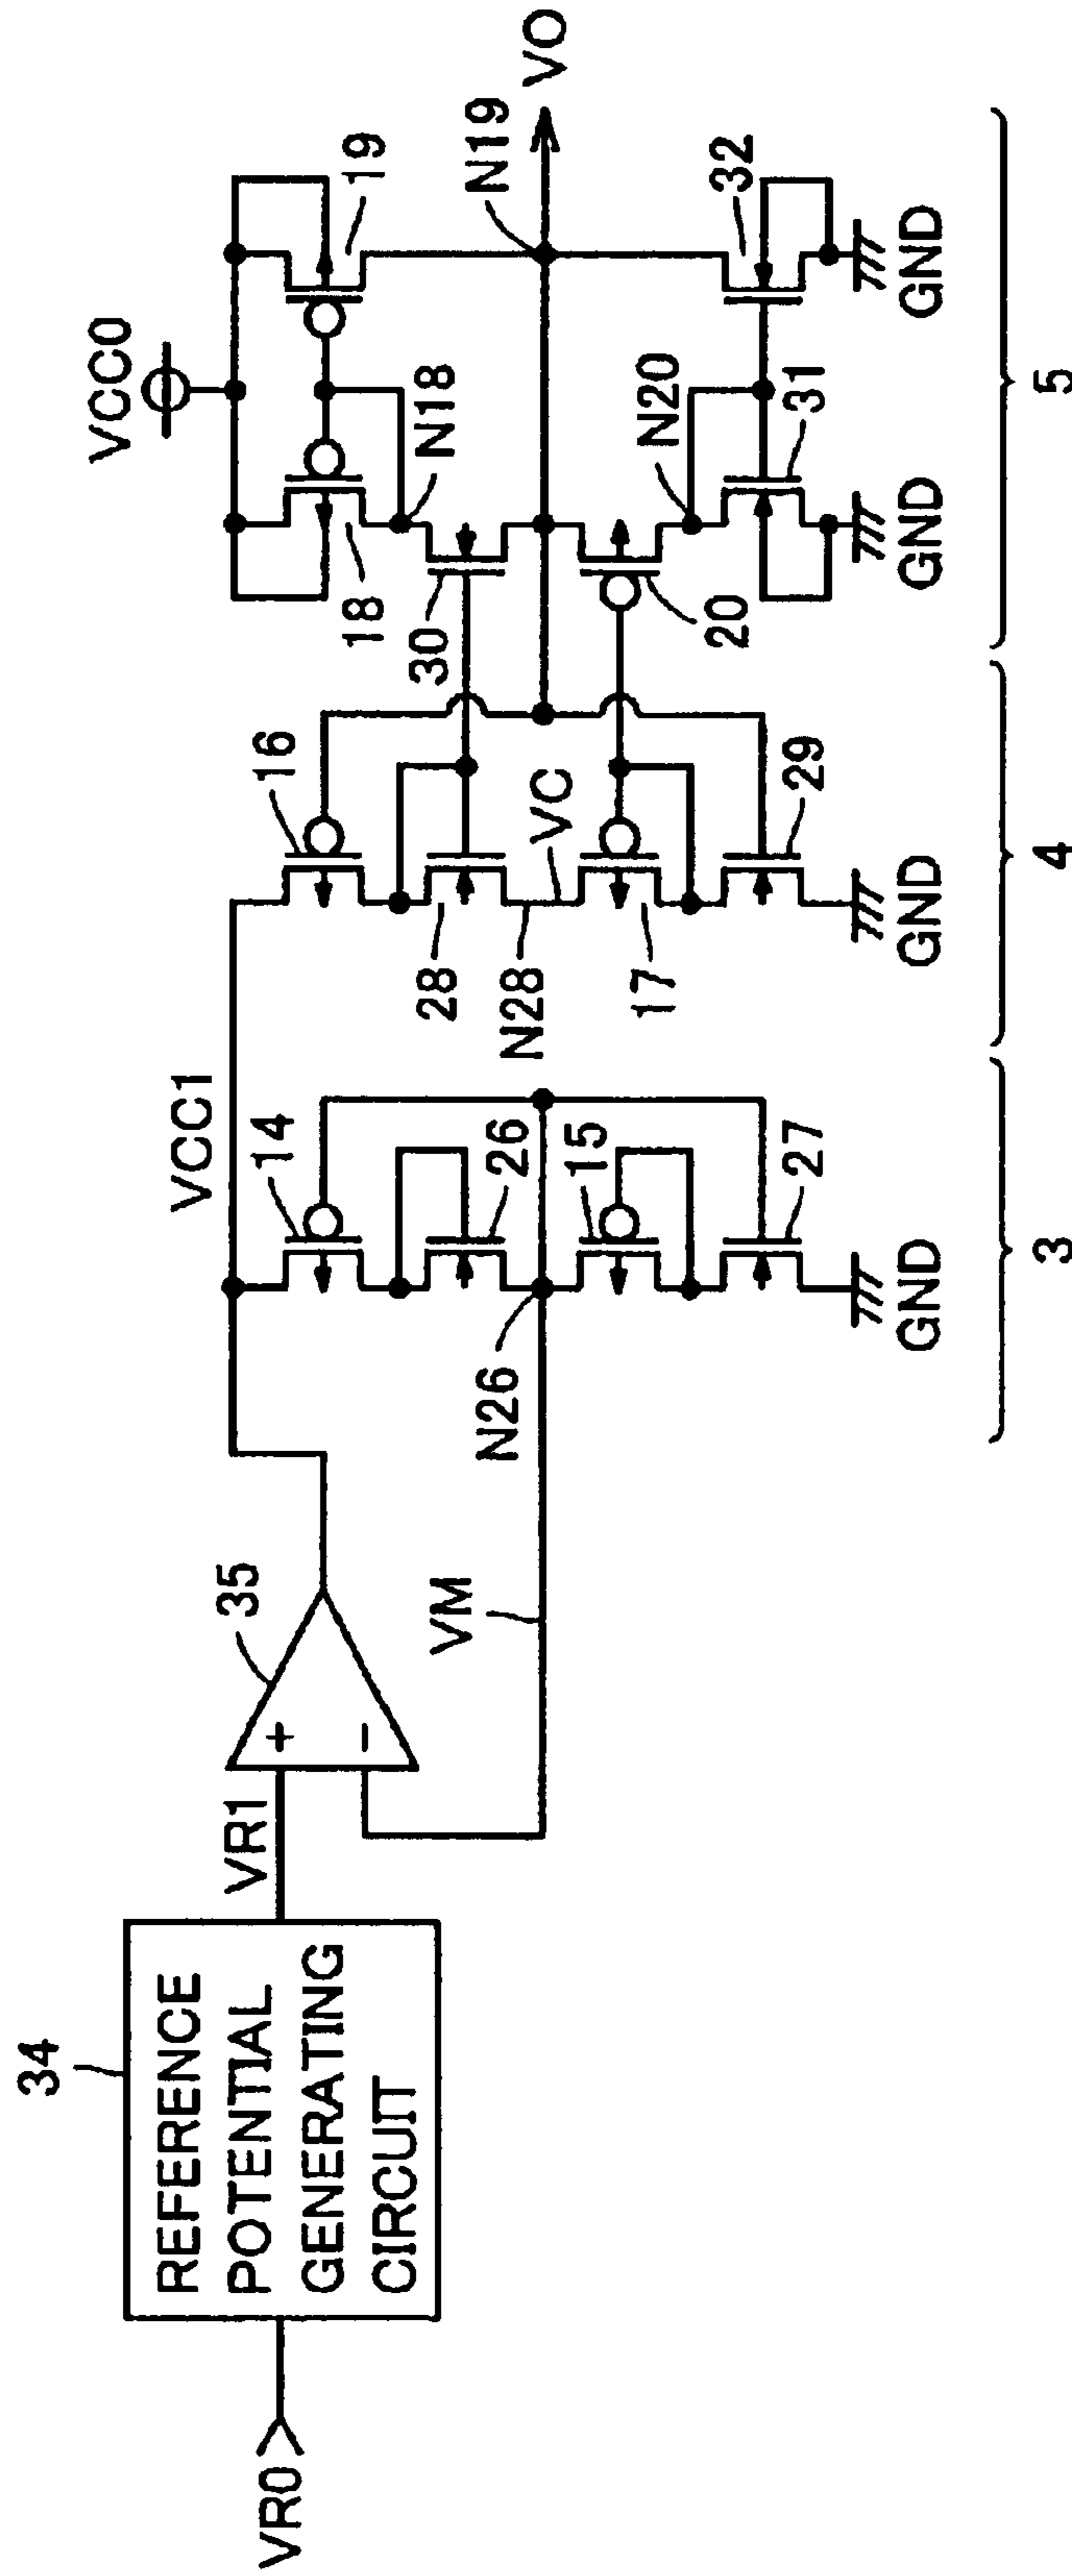 VR0
34
REFERENCE
POTENTIAL
GENERATING
CIRCUIT
VR1
+
−
35
VM
VCC1
14
26
N26
15
27
GND
3
16
28
VC
N28
17
29
GND
4
VCC0
18
19
N18
30
N19
VO
20
N20
31
32
GND
GND
5